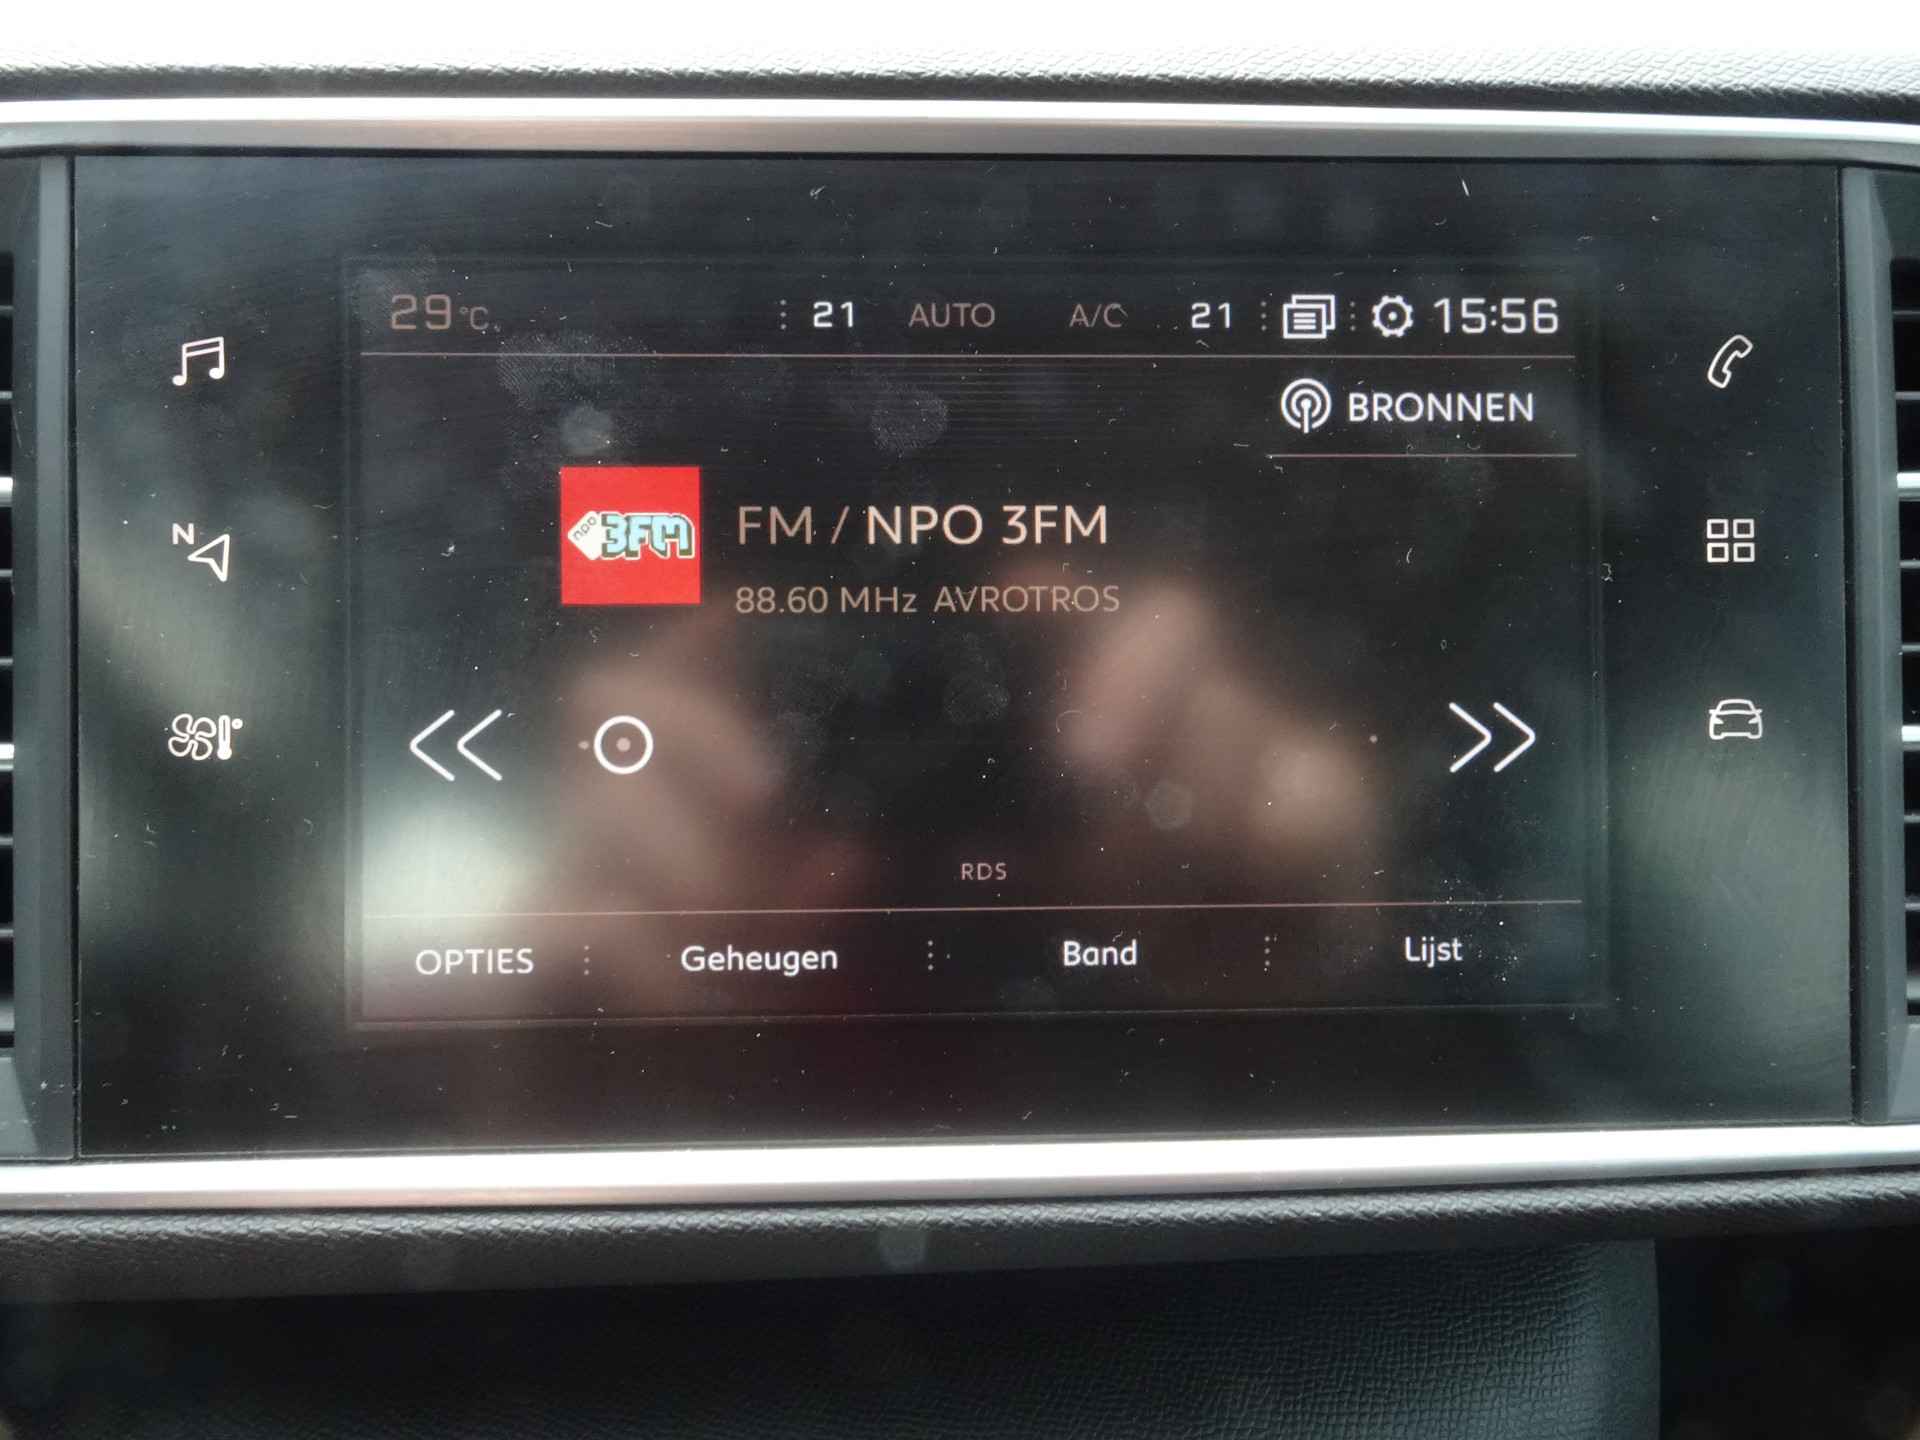 29°C 21 AUTO A/C 21 15:56
BRONNEN
npo 3FM
FM / NPO 3FM
88.60 MHz AVROTROS
N
RDS
OPTIES Geheugen Band Lijst